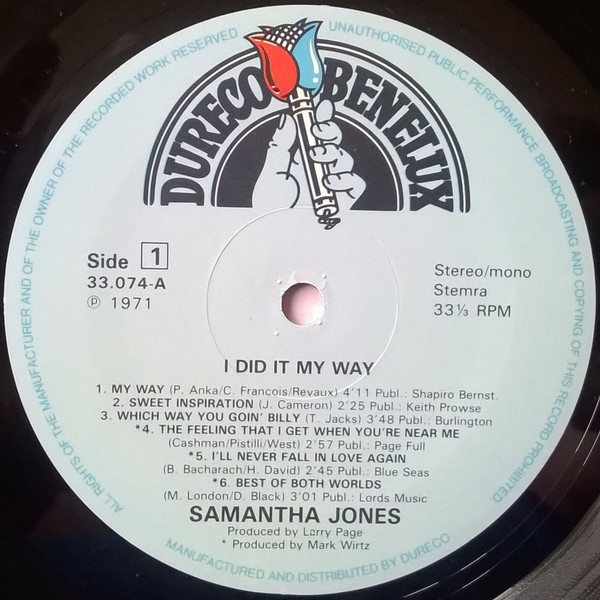 DURECO BENELUX
Side 1
33.074-A
℗ 1971
Stereo/mono
Stemra
33⅓ RPM
I DID IT MY WAY
1. MY WAY (P. Anka/C. Francois/Revaux) 4'11 Publ.: Shapiro Bernst.
2. SWEET INSPIRATION (J. Cameron) 2'25 Publ.: Keith Prowse
3. WHICH WAY YOU GOIN' BILLY (T. Jacks) 3'48 Publ.: Burlington
*4. THE FEELING THAT I GET WHEN YOU'RE NEAR ME
(Cashman/Pistilli/West) 2'57 Publ.: Page Full
*5. I'LL NEVER FALL IN LOVE AGAIN
(B. Bacharach/H. David) 2'45 Publ.: Blue Seas
*6. BEST OF BOTH WORLDS
(M. London/D. Black) 3'01 Publ.: Lords Music
SAMANTHA JONES
Produced by Larry Page
* Produced by Mark Wirtz
ALL RIGHTS OF THE MANUFACTURER AND OF THE OWNER OF THE RECORDED WORK RESERVED
UNAUTHORISED PUBLIC PERFORMANCE BROADCASTING AND COPYING OF THIS RECORD PROHIBITED
MANUFACTURED AND DISTRIBUTED BY DURECO